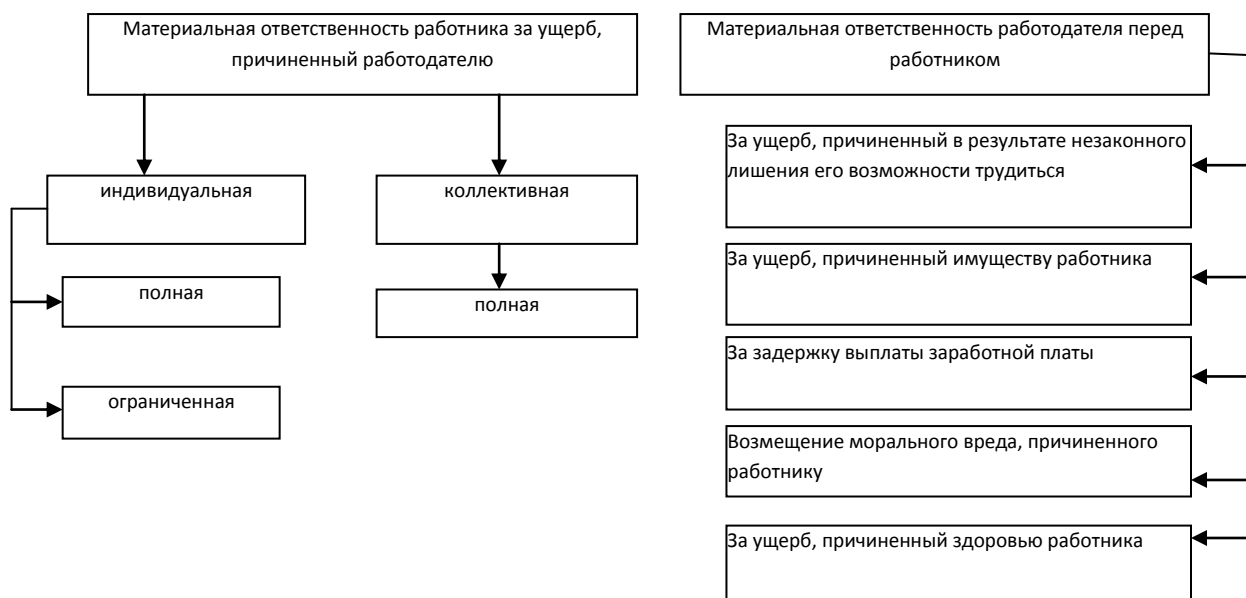 Материальная ответственность работника за ущерб,
причиненный работодателю
индивидуальная
коллективная
полная
полная
ограниченная
Материальная ответственность работодателя перед
работником
За ущерб, причиненный в результате незаконного
лишения его возможности трудиться
За ущерб, причиненный имуществу работника
За задержку выплаты заработной платы
Возмещение морального вреда, причиненного
работнику
За ущерб, причиненный здоровью работника